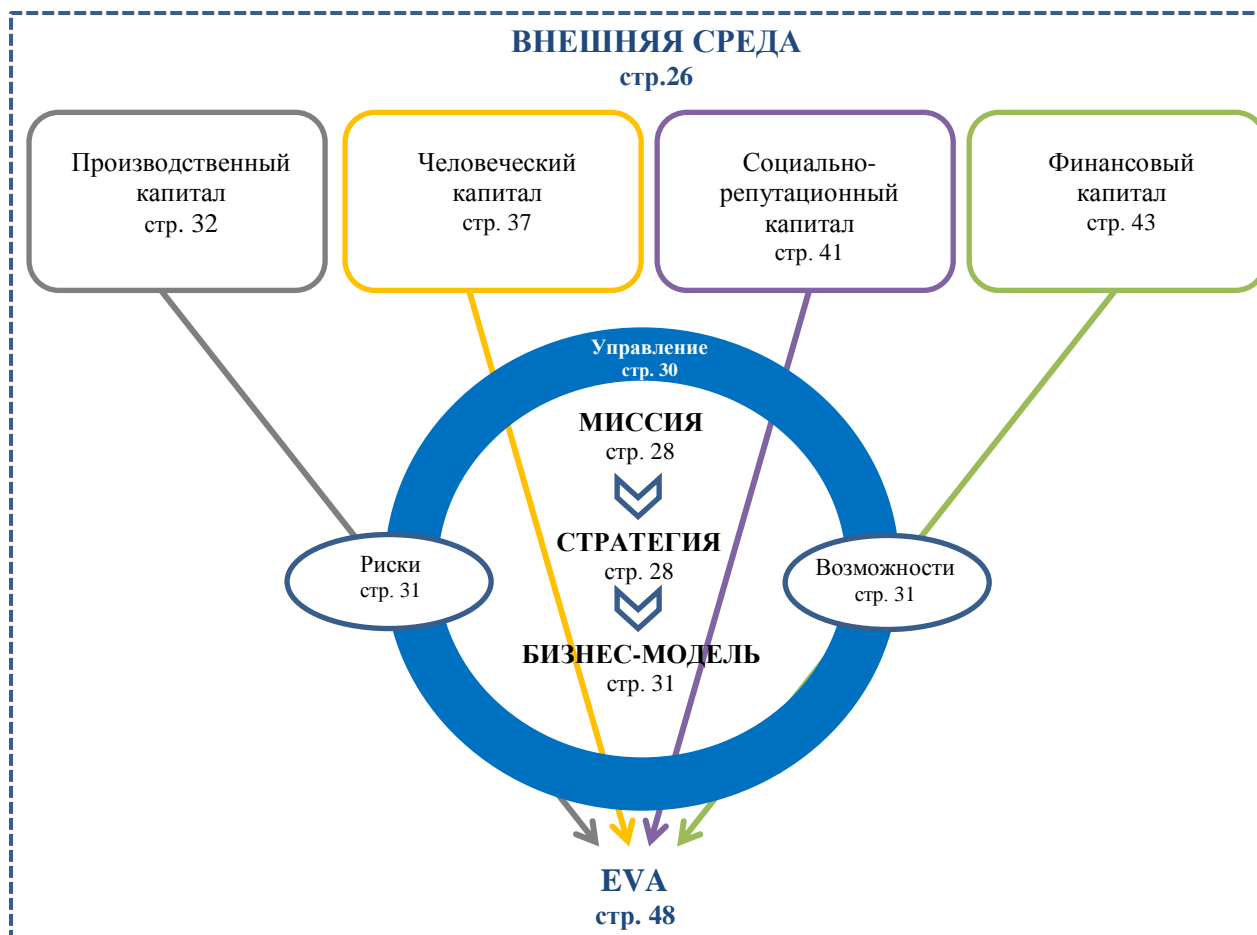 ВНЕШНЯЯ СРЕДА
стр.26
Производственный
капитал
стр. 32
Человеческий
капитал
стр. 37
Социально-
репутационный
капитал
стр. 41
Финансовый
капитал
стр. 43
Управление
стр. 30
МИССИЯ
стр. 28
СТРАТЕГИЯ
стр. 28
Риски
стр. 31
Возможности
стр. 31
БИЗНЕС-МОДЕЛЬ
стр. 31
EVA
стр. 48